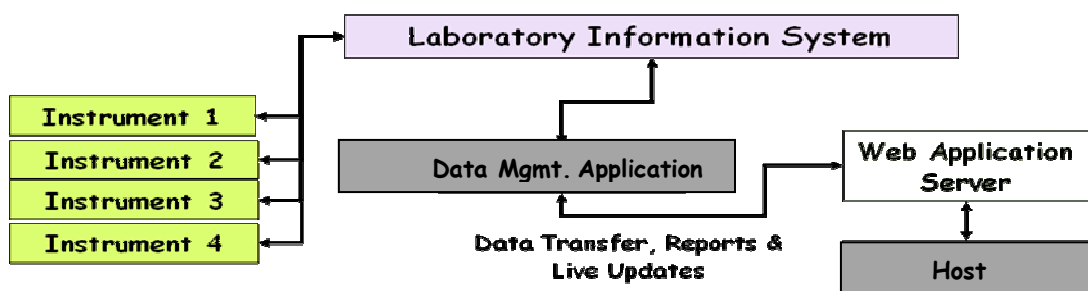 Laboratory Information System
Instrument 1
Instrument 2
Instrument 3
Instrument 4
Data Mgmt. Application
Web Application
Server
Data Transfer, Reports &
Live Updates
Host